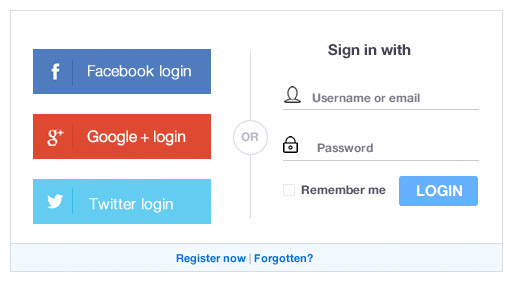 Facebook login
Google + login
Twitter login
OR
Sign in with
Username or email
Password
Remember me
LOGIN
Register now | Forgotten?